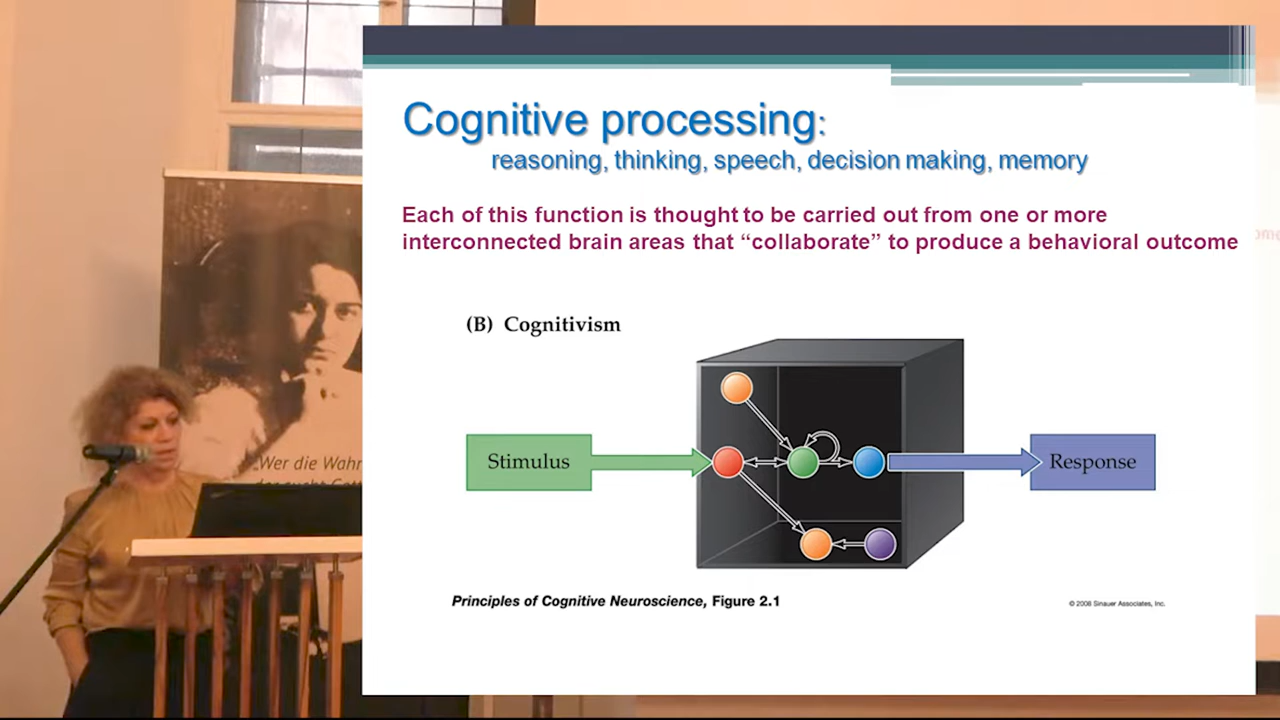 Cognitive processing:
reasoning, thinking, speech, decision making, memory
Each of this function is thought to be carried out from one or more
interconnected brain areas that “collaborate” to produce a behavioral outcome
(B) Cognitivism
Stimulus
Response
Principles of Cognitive Neuroscience, Figure 2.1
© 2008 Sinauer Associates, Inc.
„Wer die